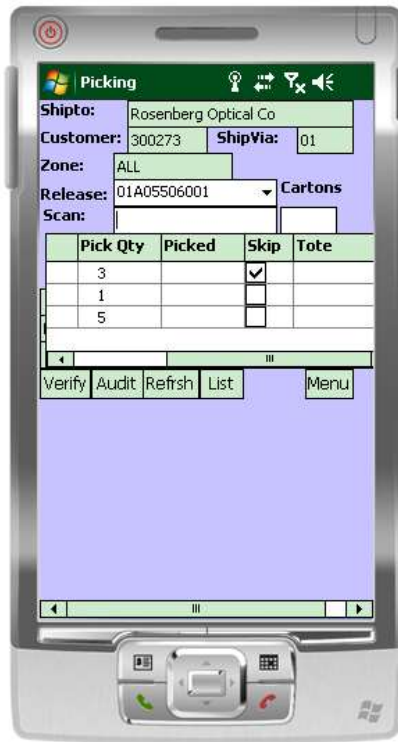 Picking
Shipto: Rosenberg Optical Co
Customer: 300273 ShipVia: 01
Zone: ALL
Release: 01A05506001 Cartons
Scan:
Pick Qty Picked Skip Tote
3
1
5
Verify Audit Refrsh List Menu